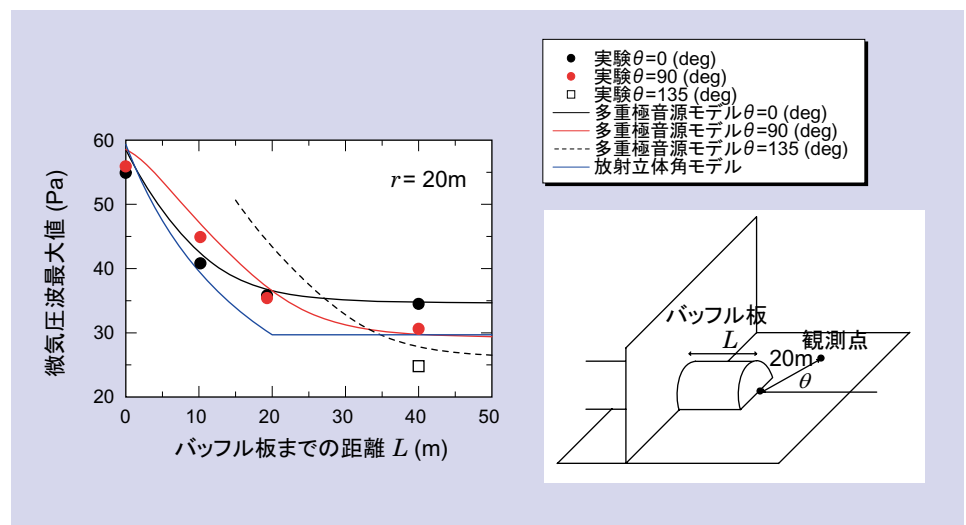 実験θ=0 (deg)
実験θ=90 (deg)
実験θ=135 (deg)
多重極音源モデルθ=0 (deg)
多重極音源モデルθ=90 (deg)
多重極音源モデルθ=135 (deg)
放射立体角モデル
微気圧波最大値 (Pa)
60
50
40
30
20
r= 20m
0
10
20
30
40
50
バッフル板までの距離 L (m)
バッフル板
L
観測点
20m
θ